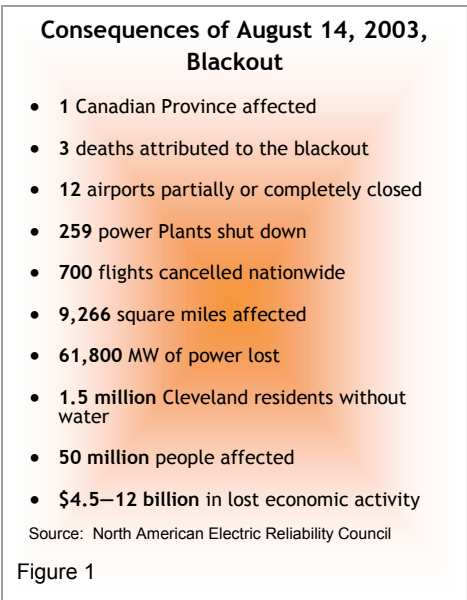 Consequences of August 14, 2003,
Blackout
• 1 Canadian Province affected
• 3 deaths attributed to the blackout
• 12 airports partially or completely closed
• 259 power Plants shut down
• 700 flights cancelled nationwide
• 9,266 square miles affected
• 61,800 MW of power lost
• 1.5 million Cleveland residents without
water
• 50 million people affected
• $4.5—12 billion in lost economic activity
Source: North American Electric Reliability Council
Figure 1